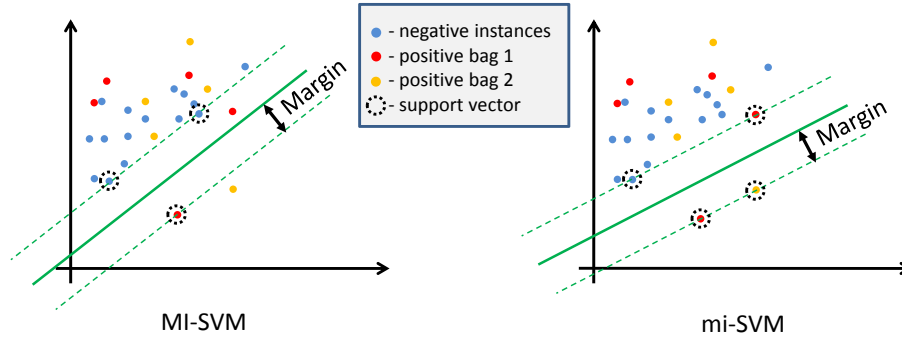 - negative instances
- positive bag 1
- positive bag 2
- support vector
Margin
Margin
MI-SVM
mi-SVM